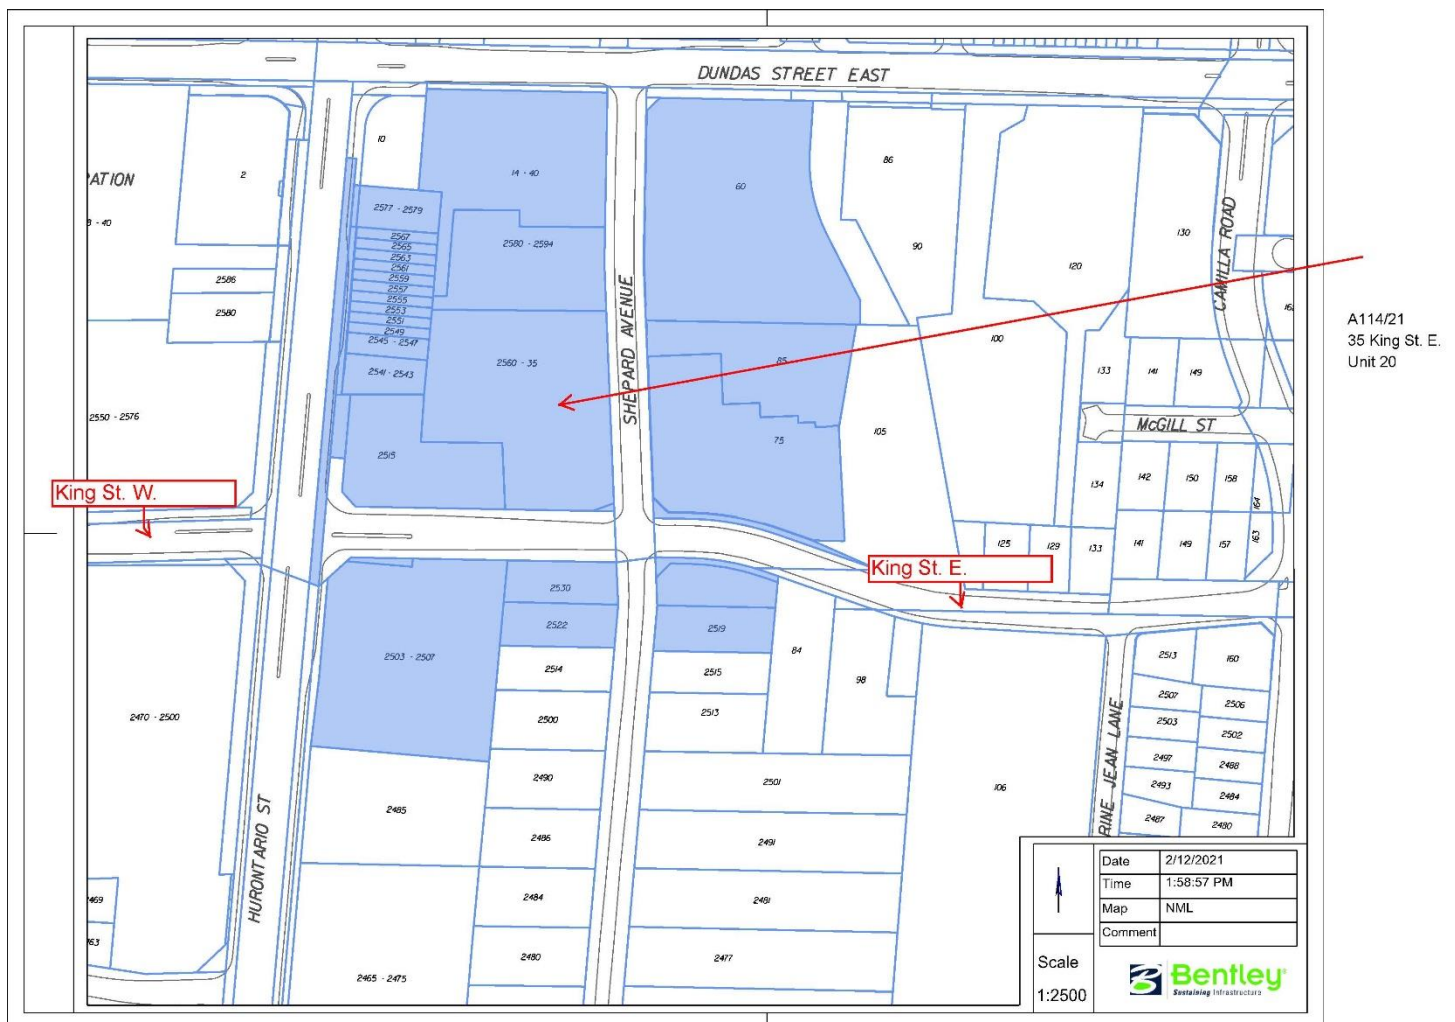 DUNDAS STREET EAST
RATION
2
8 - 40
10
14 - 40
60
86
90
120
130
CAMILLA ROAD
2577 - 2579
2567
2565
2563
2561
2559
2557
2555
2553
2551
2549
2545 - 2547
2541 - 2543
2580 - 2594
2586
2580
SHEPARD AVENUE
2560 - 35
85
100
A114/21
35 King St. E.
Unit 20
133
141
149
2550 - 2576
McGILL ST
2515
75
105
King St. W.
134
142
150
158
164
125
129
133
141
149
157
163
King St. E.
2530
2522
2519
2503 - 2507
2514
2515
84
98
2513
160
2500
2513
2507
2506
2503
2502
2470 - 2500
2497
2488
2490
2501
2493
2484
106
2485
2486
2491
2487
2480
RINE JEAN LANE
HURONTARIO ST
2484
2481
2469
2480
2477
2465 - 2475
Date 2/12/2021
Time 1:58:57 PM
Map NML
Comment
Scale
1:2500
Bentley
Sustaining Infrastructure